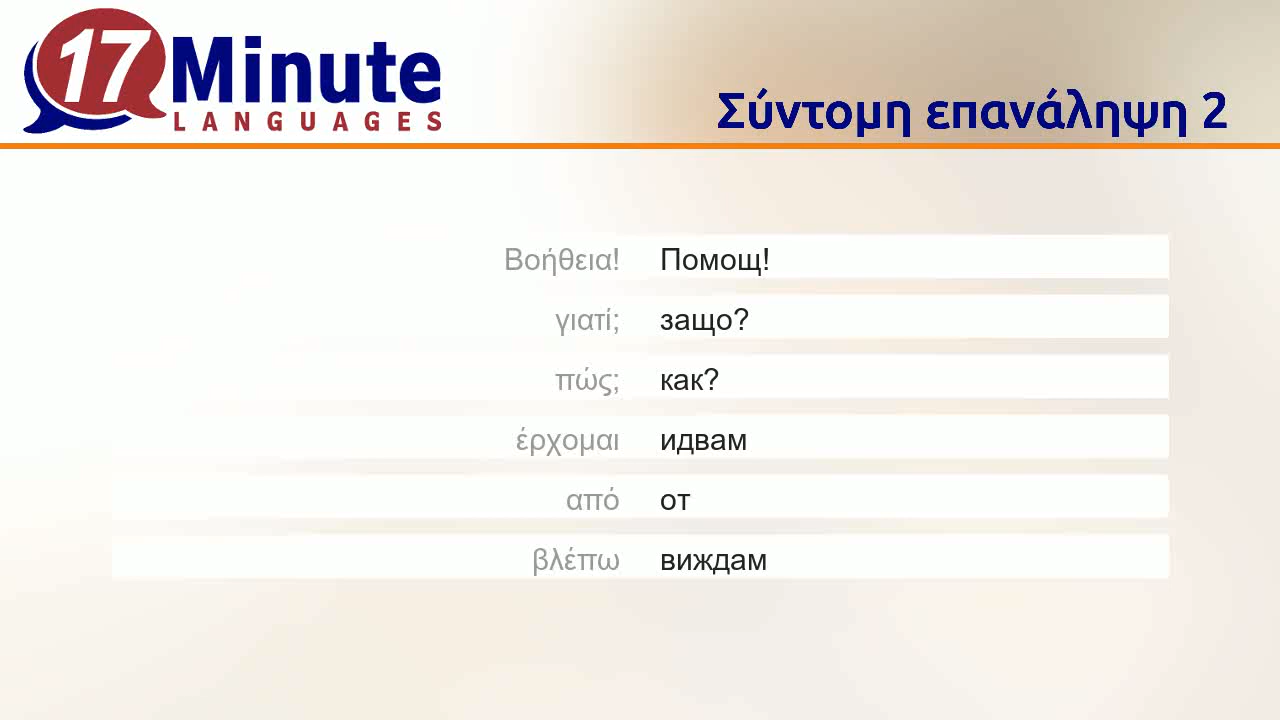 17 Minute
LANGUAGES
Σύντομη επανάληψη 2
Βοήθεια! Помощ!
γιατί; защо?
πώς; как?
έρχομαι идвам
από от
βλέπω виждам